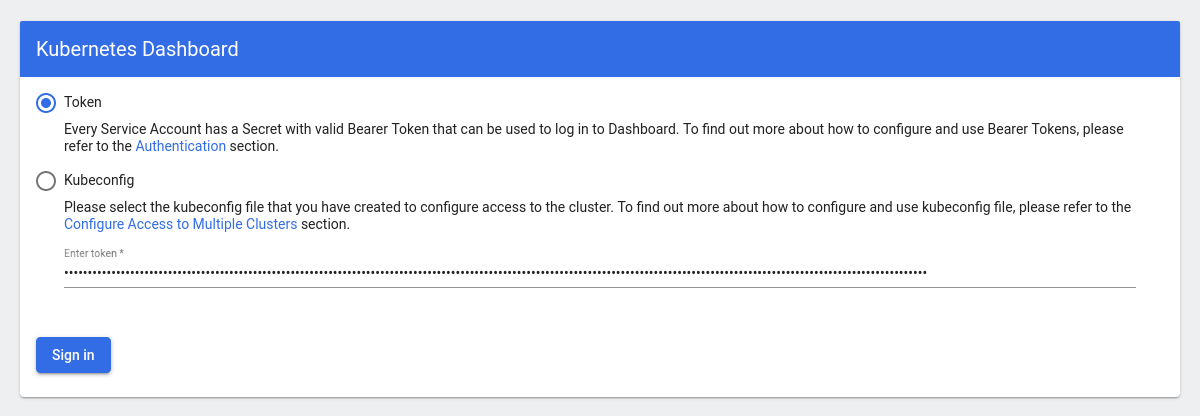 Kubernetes Dashboard
Token
Every Service Account has a Secret with valid Bearer Token that can be used to log in to Dashboard. To find out more about how to configure and use Bearer Tokens, please
refer to the Authentication section.
Kubeconfig
Please select the kubeconfig file that you have created to configure access to the cluster. To find out more about how to configure and use kubeconfig file, please refer to the
Configure Access to Multiple Clusters section.
Enter token *
Sign in